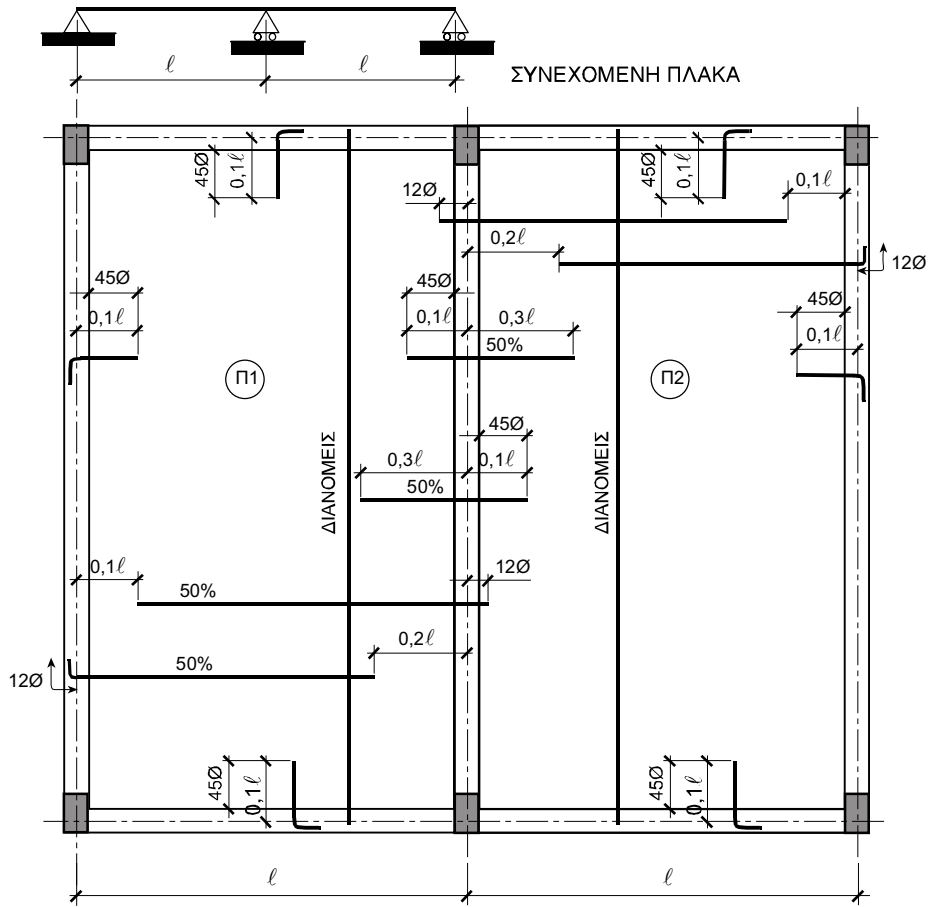 ℓ ℓ
ΣΥΝΕΧΟΜΕΝΗ ΠΛΑΚΑ
45Ø 0,1ℓ 45Ø 0,1ℓ
12Ø 0,1ℓ
0,2ℓ
12Ø
45Ø 45Ø 45Ø
0,1ℓ 0,1ℓ 0,3ℓ 0,1ℓ
50%
Π1 Π2
45Ø
0,3ℓ 0,1ℓ
50%
ΔΙΑΝΟΜΕΙΣ ΔΙΑΝΟΜΕΙΣ
0,1ℓ 12Ø
50%
0,2ℓ
50%
12Ø
45Ø 0,1ℓ 45Ø 0,1ℓ
ℓ ℓ